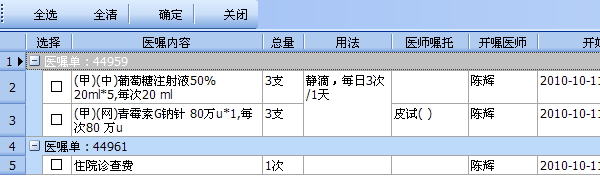 全选 全清 确定 关闭
选择 医嘱内容 总量 用法 医师嘱托 开嘱医师 开始
1 医嘱单：44959
2 (甲)(中)葡萄糖注射液50% 3支 静滴，每日3次 陈辉 2010-10-11
20ml*5,每次20 ml /1天
3 (甲)(网)青霉素G钠针 80万u*1,每 3支 皮试( ) 陈辉 2010-10-11
次80 万u
4 医嘱单：44961
5 住院诊查费 1次 陈辉 2010-10-11